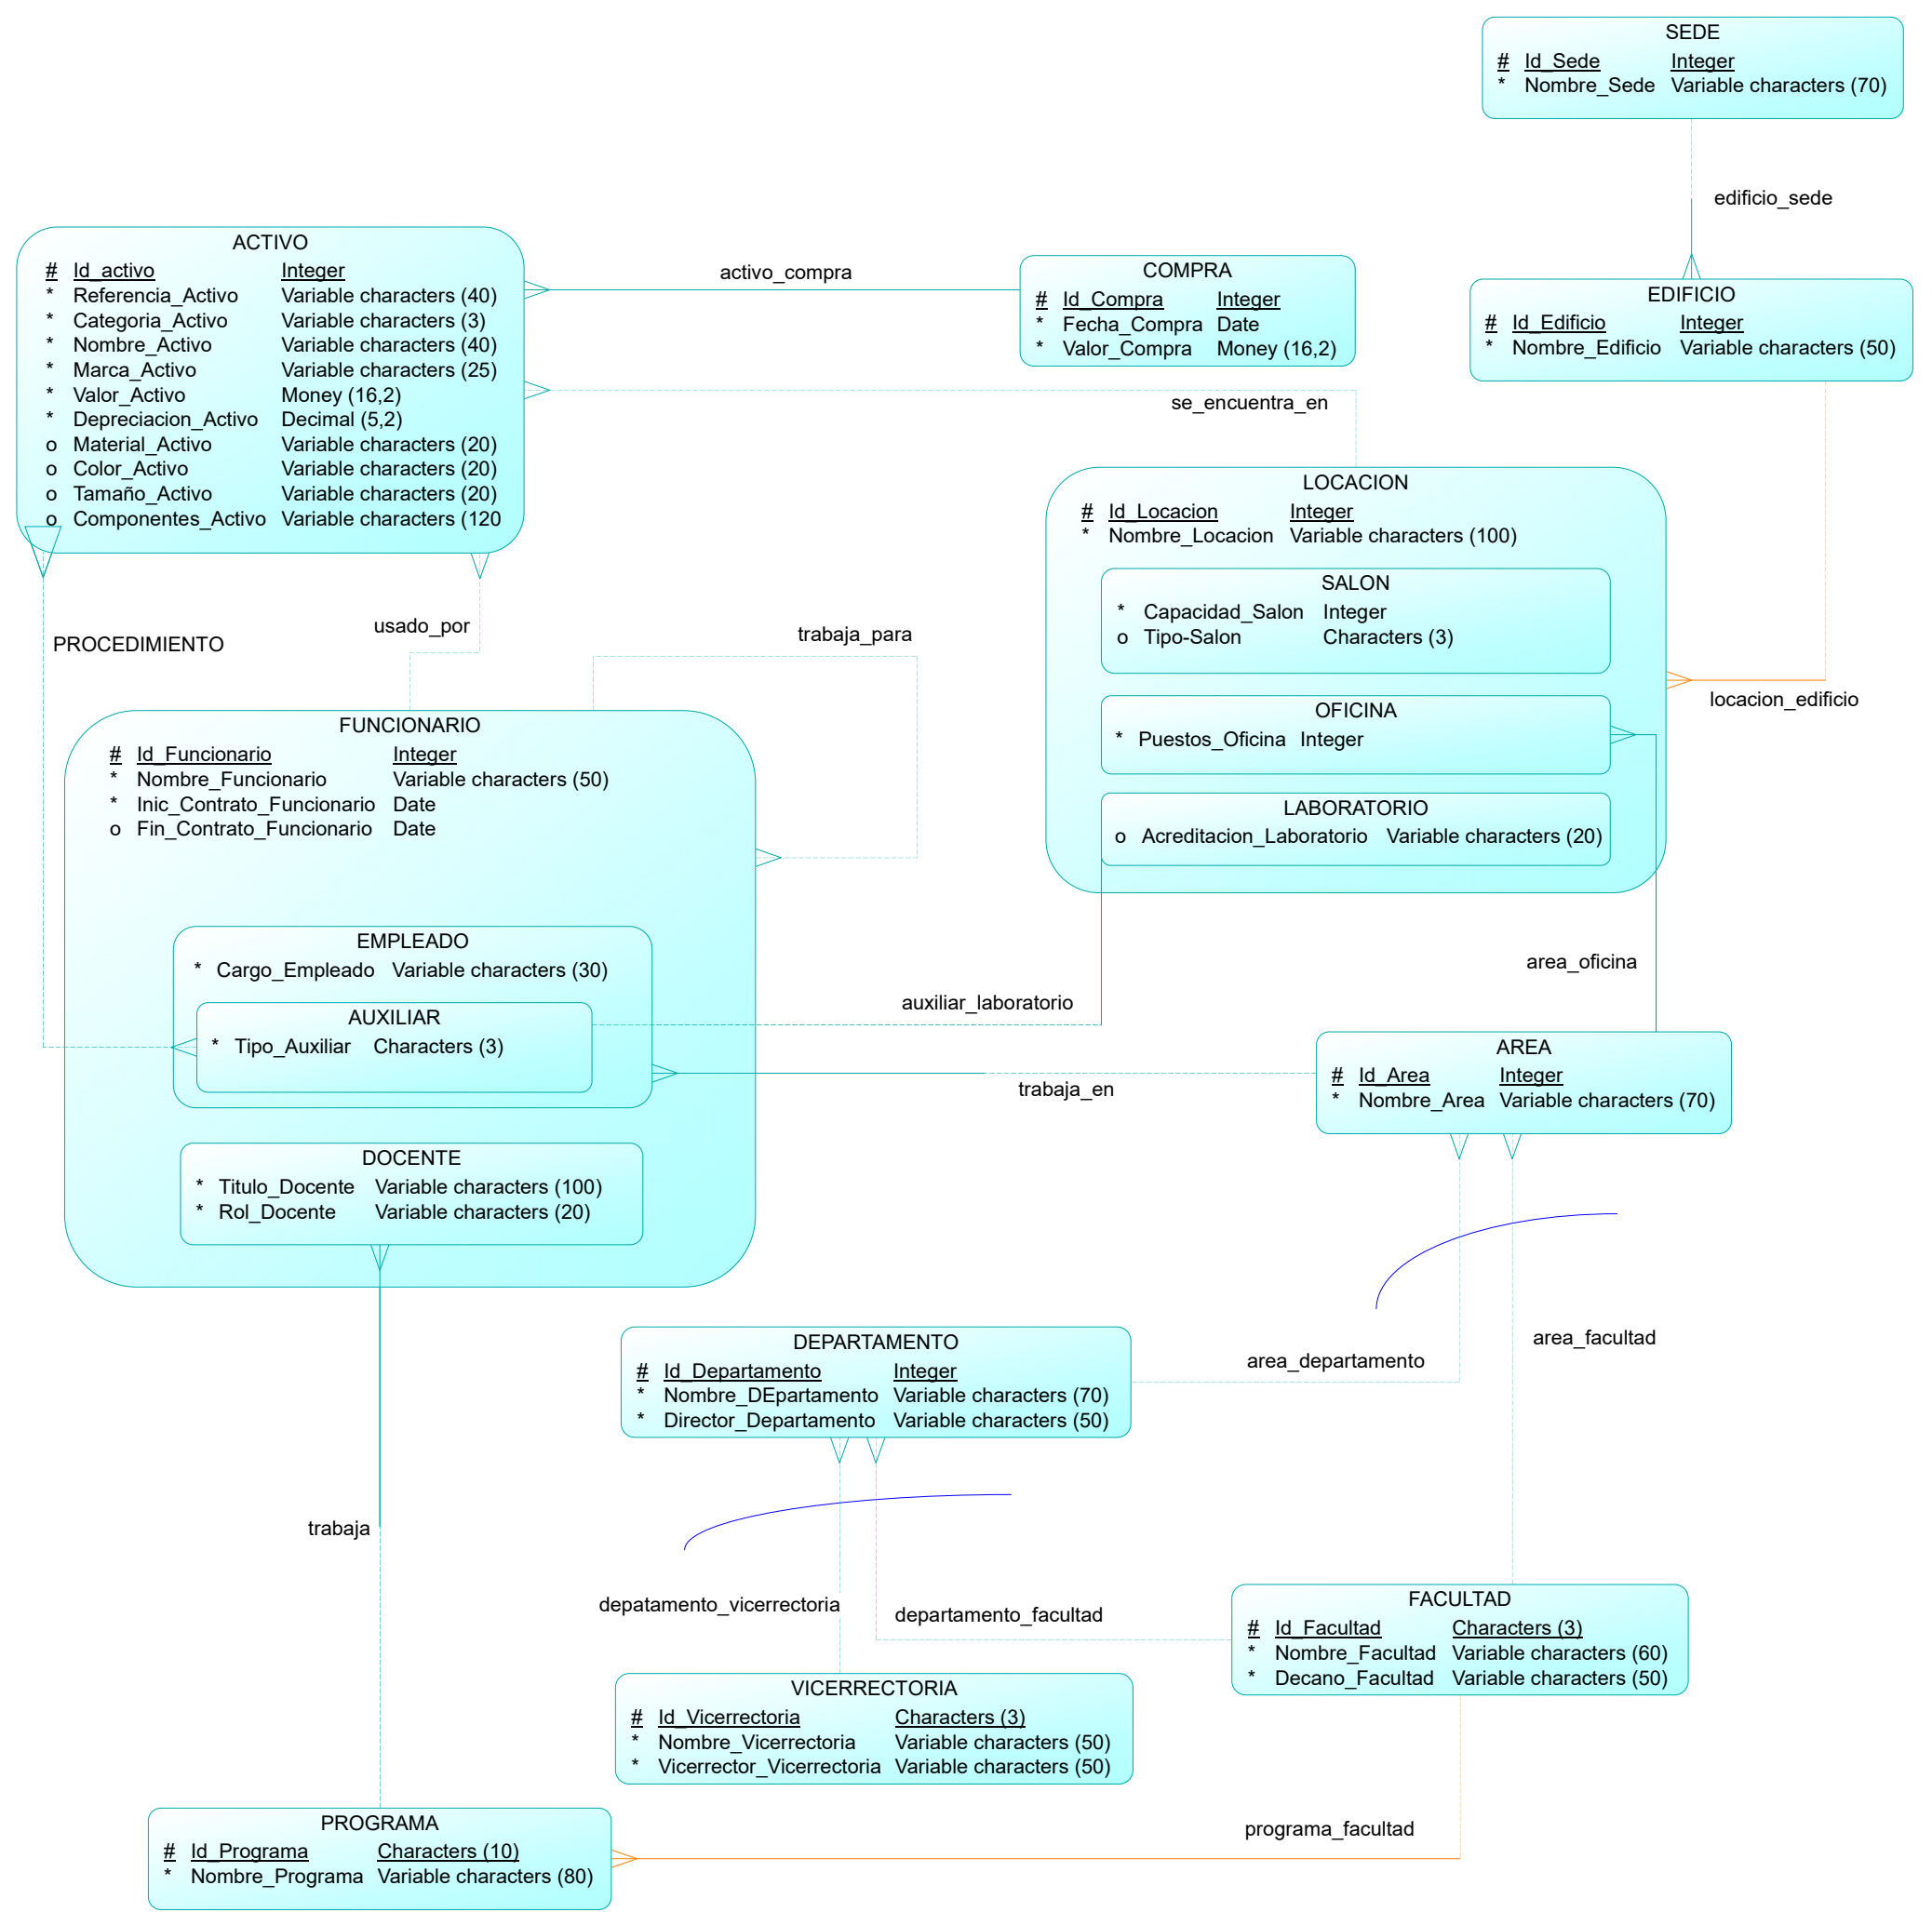 SEDE
# Id_Sede Integer
* Nombre_Sede Variable characters (70)
edificio_sede
ACTIVO
# Id_activo Integer
* Referencia_Activo Variable characters (40)
* Categoria_Activo Variable characters (3)
* Nombre_Activo Variable characters (40)
* Marca_Activo Variable characters (25)
* Valor_Activo Money (16,2)
* Depreciacion_Activo Decimal (5,2)
o Material_Activo Variable characters (20)
o Color_Activo Variable characters (20)
o Tamaño_Activo Variable characters (20)
o Componentes_Activo Variable characters (120
activo_compra
COMPRA
# Id_Compra Integer
* Fecha_Compra Date
* Valor_Compra Money (16,2)
EDIFICIO
# Id_Edificio Integer
* Nombre_Edificio Variable characters (50)
se_encuentra_en
LOCACION
# Id_Locacion Integer
* Nombre_Locacion Variable characters (100)
SALON
* Capacidad_Salon Integer
o Tipo-Salon Characters (3)
OFICINA
* Puestos_Oficina Integer
LABORATORIO
o Acreditacion_Laboratorio Variable characters (20)
locacion_edificio
usado_por
trabaja_para
PROCEDIMIENTO
FUNCIONARIO
# Id_Funcionario Integer
* Nombre_Funcionario Variable characters (50)
* Inic_Contrato_Funcionario Date
o Fin_Contrato_Funcionario Date
EMPLEADO
* Cargo_Empleado Variable characters (30)
AUXILIAR
* Tipo_Auxiliar Characters (3)
DOCENTE
* Titulo_Docente Variable characters (100)
* Rol_Docente Variable characters (20)
area_oficina
auxiliar_laboratorio
trabaja_en
AREA
# Id_Area Integer
* Nombre_Area Variable characters (70)
DEPARTAMENTO
# Id_Departamento Integer
* Nombre_DEpartamento Variable characters (70)
* Director_Departamento Variable characters (50)
area_departamento
area_facultad
trabaja
depatamento_vicerrectoria
departamento_facultad
FACULTAD
# Id_Facultad Characters (3)
* Nombre_Facultad Variable characters (60)
* Decano_Facultad Variable characters (50)
VICERRECTORIA
# Id_Vicerrectoria Characters (3)
* Nombre_Vicerrectoria Variable characters (50)
* Vicerrector_Vicerrectoria Variable characters (50)
PROGRAMA
# Id_Programa Characters (10)
* Nombre_Programa Variable characters (80)
programa_facultad